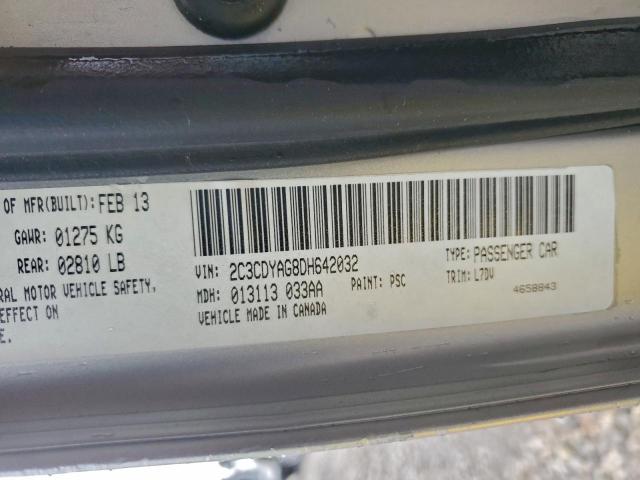 OF MFR(BUILT): FEB 13
GAWR: 01275 KG
REAR: 02810 LB
RAL MOTOR VEHICLE SAFETY,
EFFECT ON
E.
VIN: 2C3CDYAG8DH642032
TYPE: PASSENGER CAR
MDH: 013113 033AA
PAINT: PSC
TRIM: L7DV
VEHICLE MADE IN CANADA
4658843